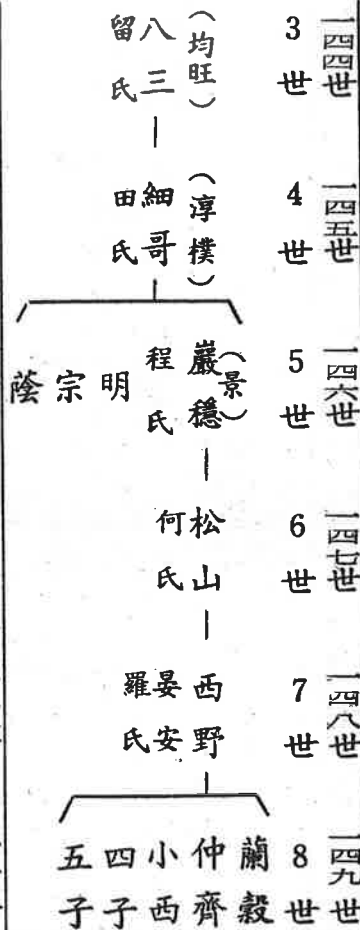 一四四世
3世
（均旺）
八三
留氏
一四五世
4世
（淳樸）
細哥
田氏
一四六世
5世
（景）
巖穩
程氏
明
宗
蔭
一四七世
6世
松山
何氏
一四八世
7世
西野
晏安
羅氏
一四九世
8世
蘭穀
仲齊
小西
四子
五子